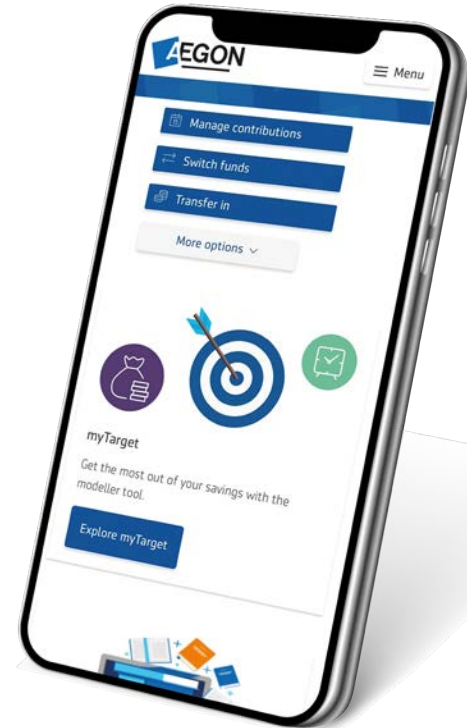 AEGON
Menu
Manage contributions
Switch funds
Transfer in
More options
myTarget
Get the most out of your savings with the
modeller tool.
Explore myTarget